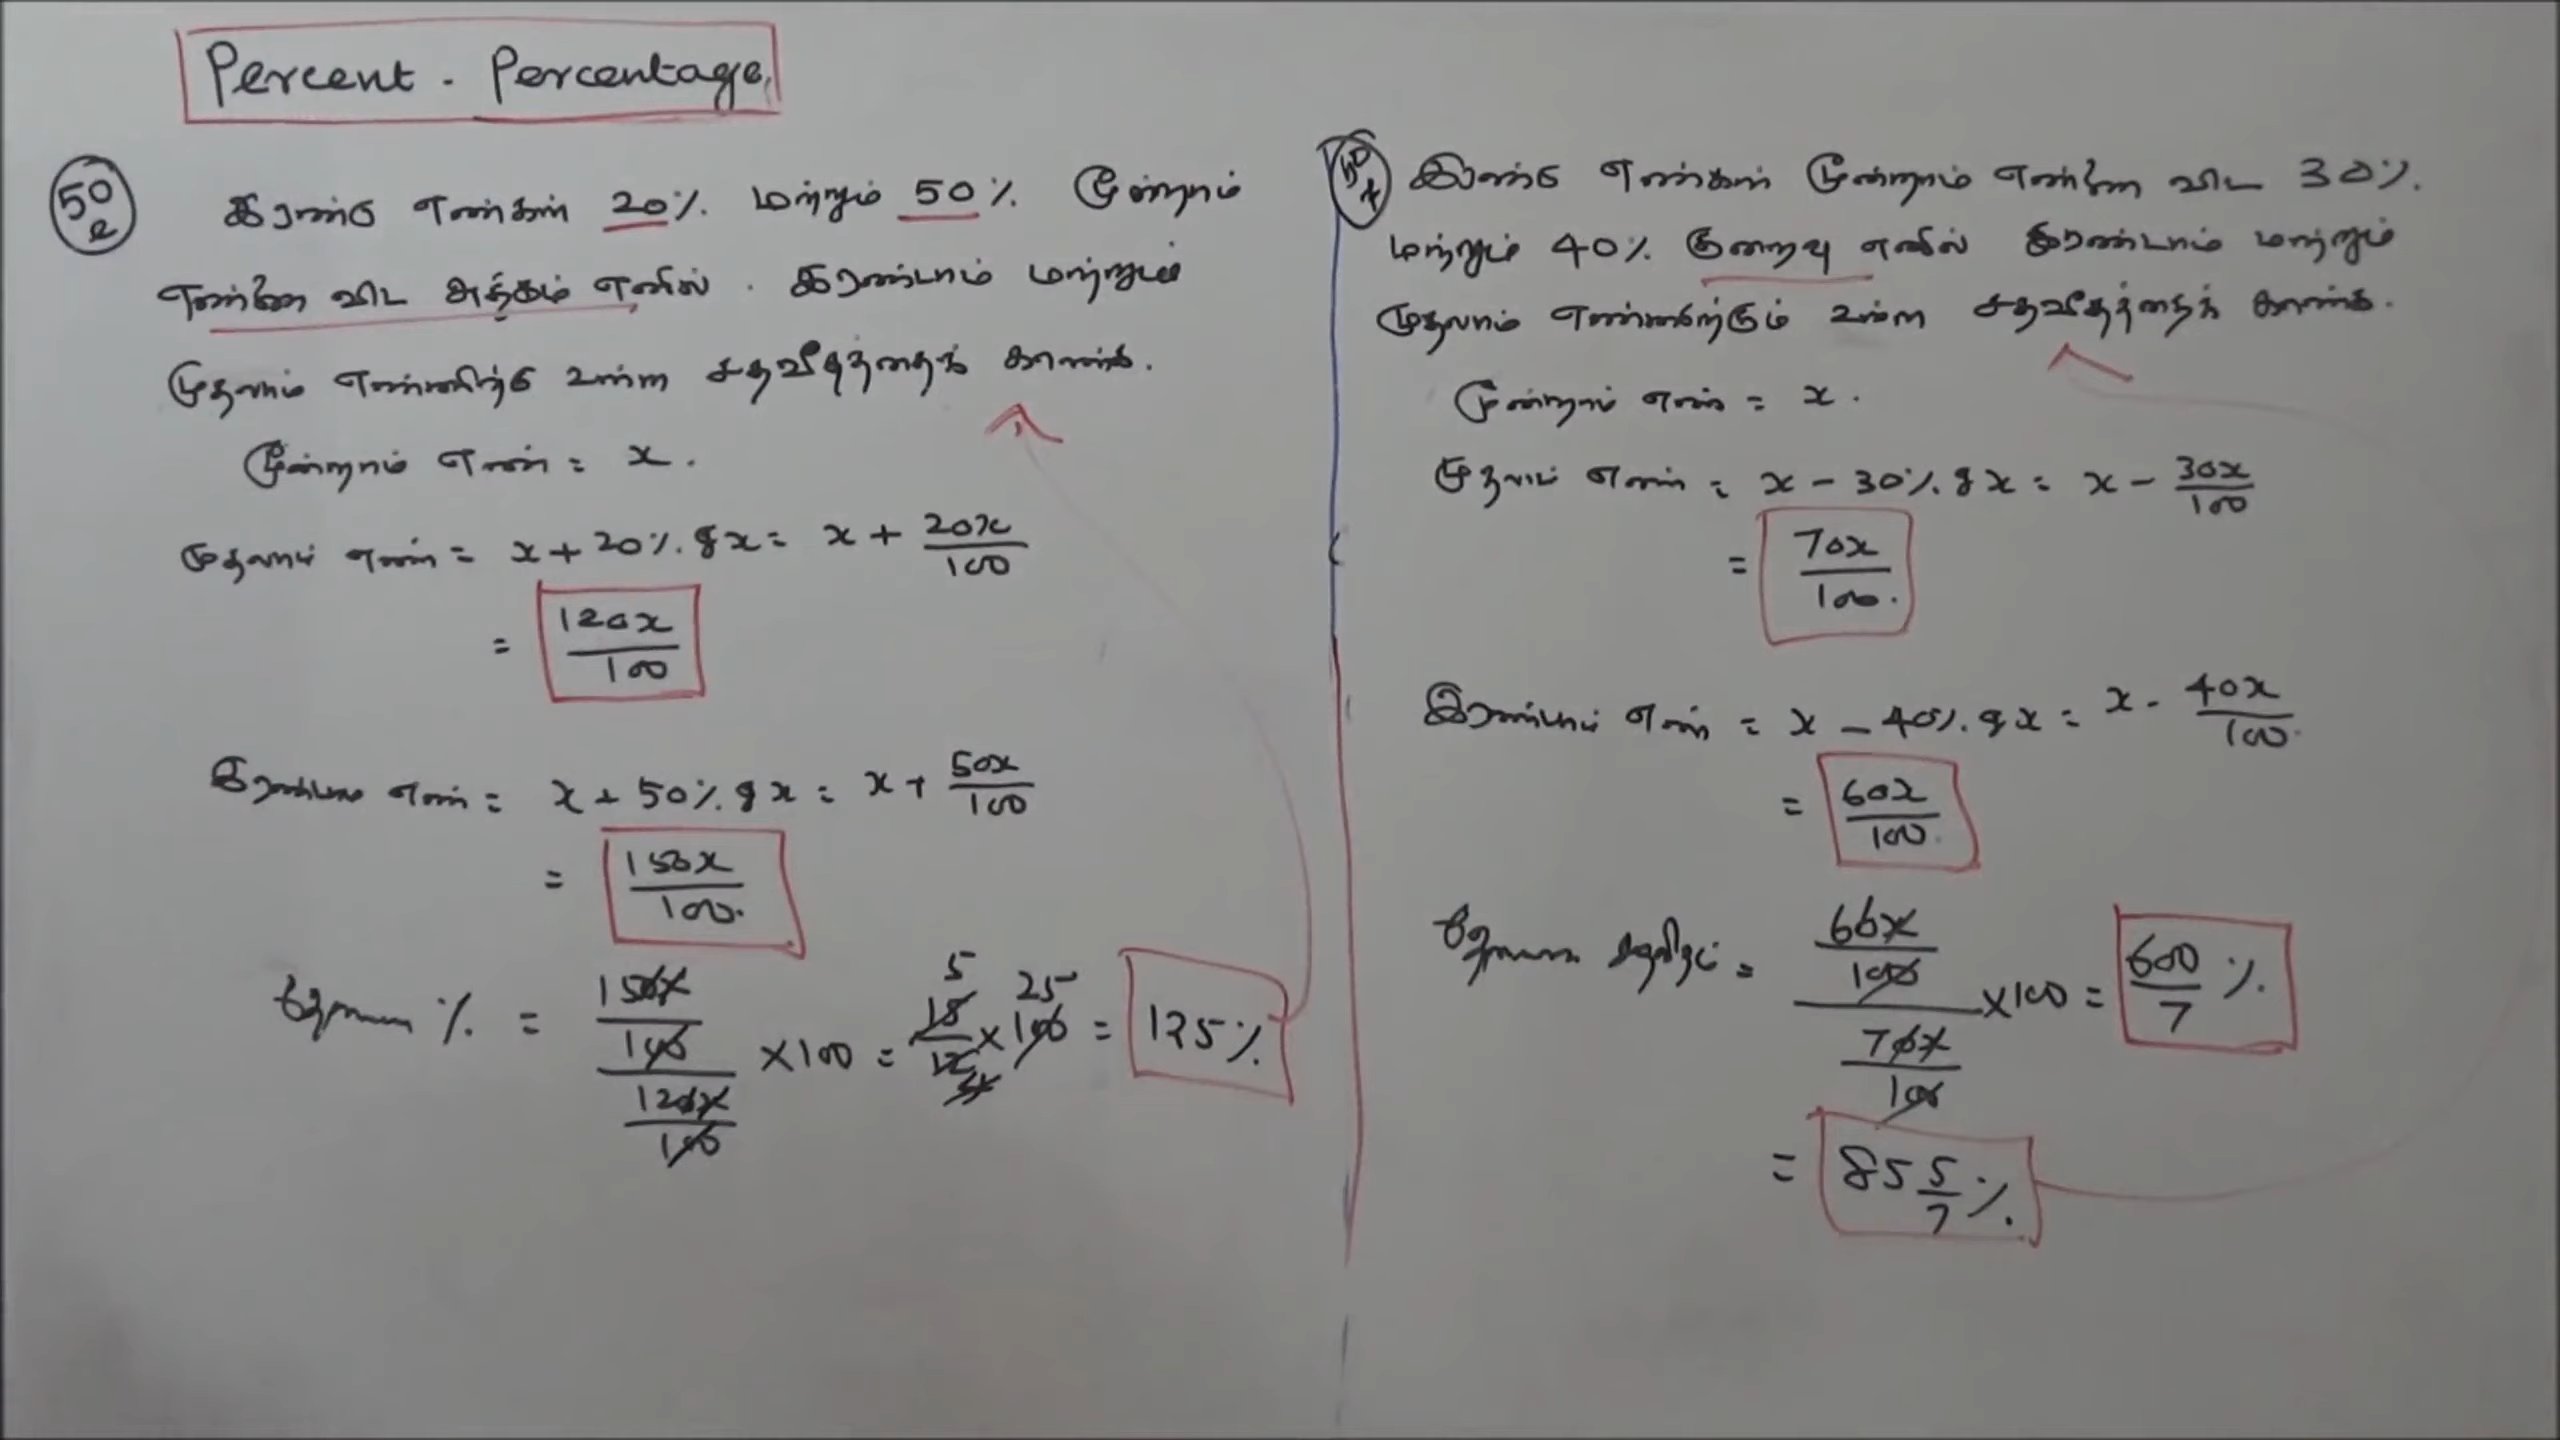 Percent - Percentage
50 e
இரண்டு எண்கள் 20% மற்றும் 50% மூன்றாம்
எண்ணை விட அதிகம் எனில் . இரண்டாம் மற்றும்
முதலாம் எண்ணிற்கு உள்ள சதவீதத்தைக் காண்க.
மூன்றாம் எண் = x .
முதலாம் எண் = x + 20% of x = x + 20x/100
= 120x/100
இரண்டாம் எண் = x + 50% of x = x + 50x/100
= 150x/100.
தேவையான % = (150x/100)/(120x/100) × 100 = 15/12 × 100 = 125%
50 f
இரண்டு எண்கள் மூன்றாம் எண்ணை விட 30%.
மற்றும் 40% குறைவு எனில் இரண்டாம் மற்றும்
முதலாம் எண்ணிற்கும் உள்ள சதவீதத்தைக் காண்க.
மூன்றாம் எண் = x .
முதலாம் எண் = x - 30% of x = x - 30x/100
= 70x/100.
இரண்டாம் எண் = x - 40% of x = x - 40x/100.
= 60x/100.
தேவையான சதவீதம் = (60x/100)/(70x/100) × 100 = 600/7 %
= 85 5/7 %